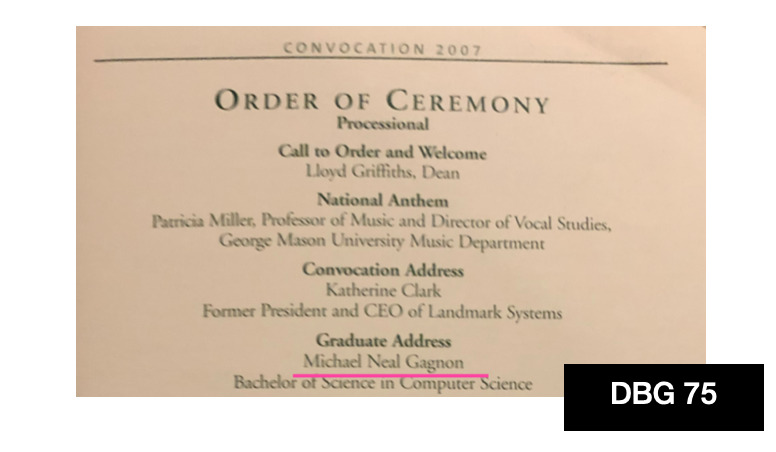 CONVOCATION 2007
ORDER OF CEREMONY
Processional
Call to Order and Welcome
Lloyd Griffiths, Dean
National Anthem
Patricia Miller, Professor of Music and Director of Vocal Studies,
George Mason University Music Department
Convocation Address
Katherine Clark
Former President and CEO of Landmark Systems
Graduate Address
Michael Neal Gagnon
Bachelor of Science in Computer Science
DBG 75